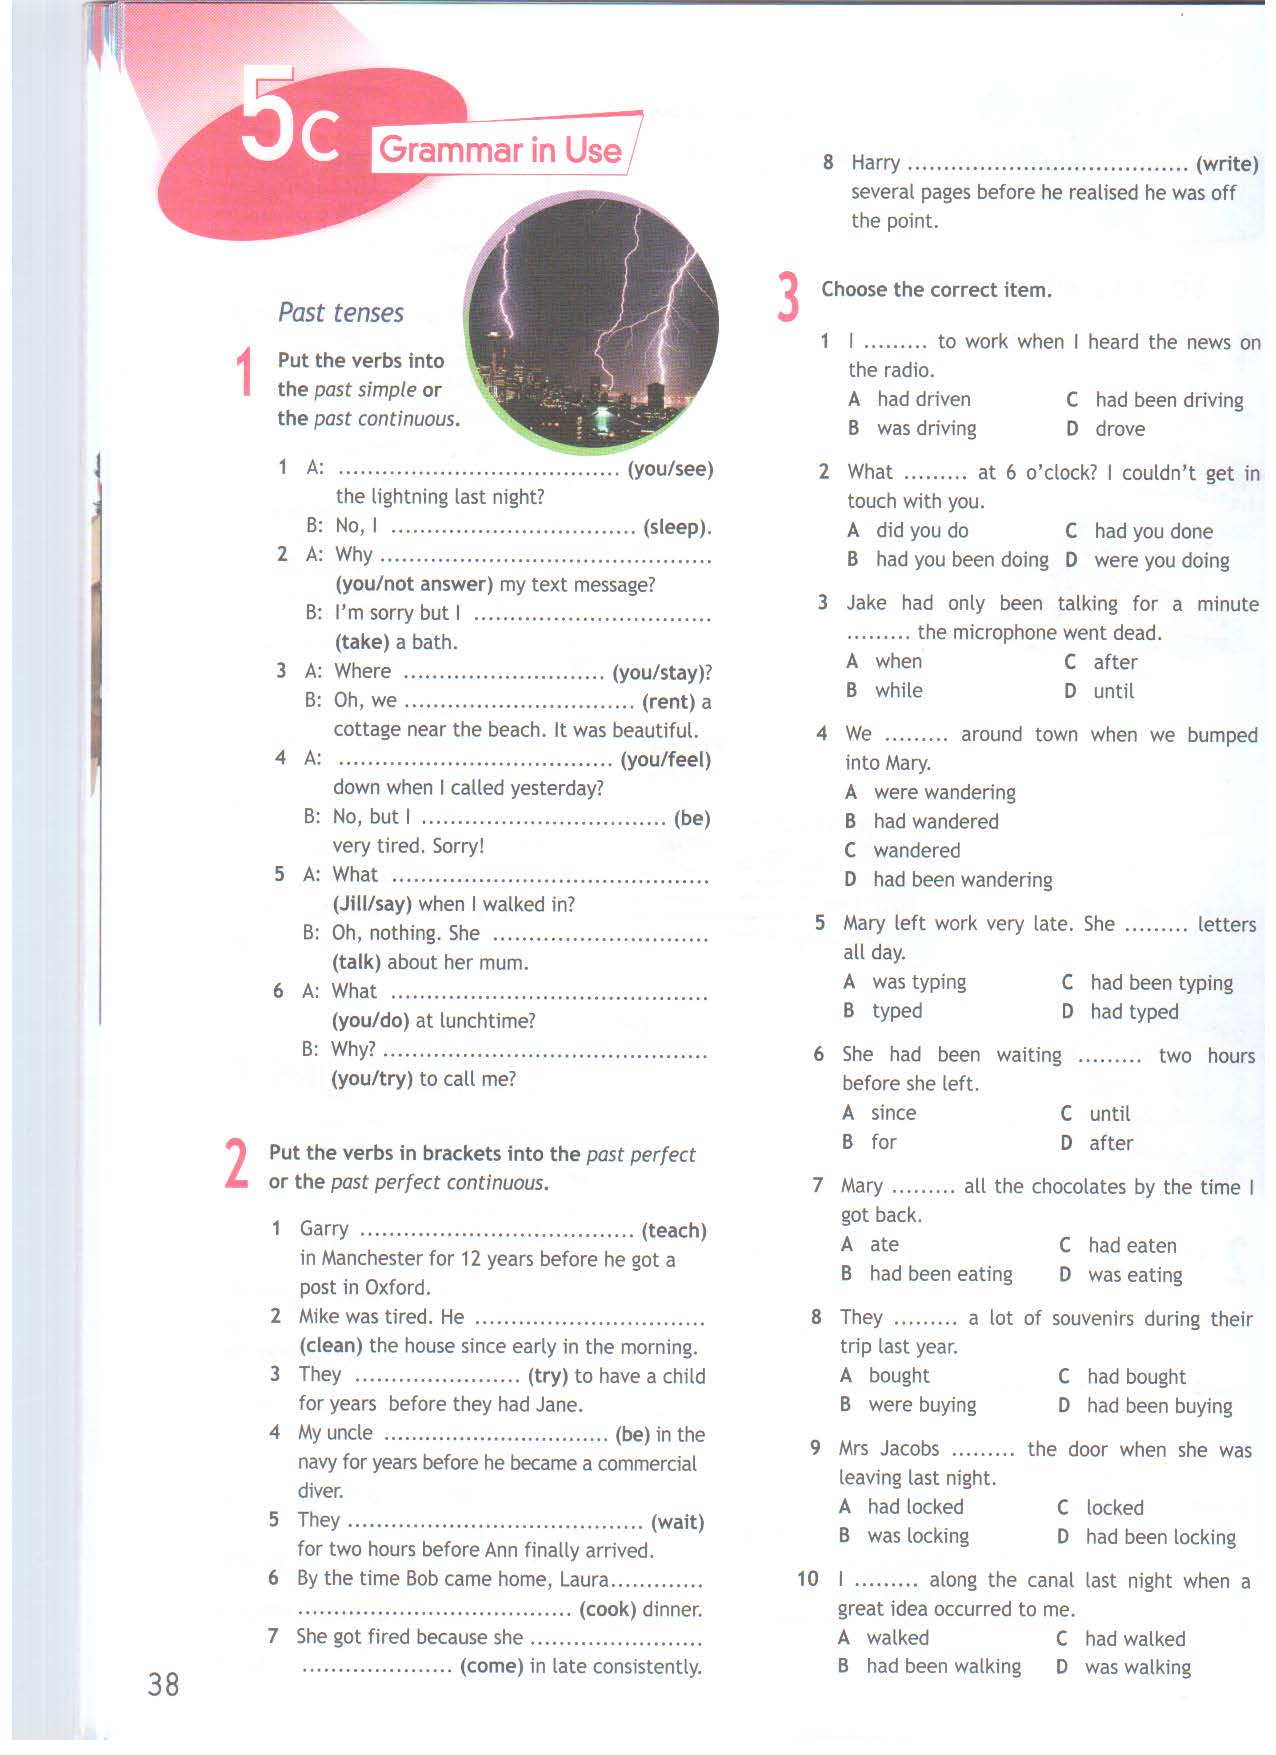 5c
Grammar in Use
Past tenses
1 Put the verbs into
the past simple or
the past continuous.
1 A: ...................................... (you/see)
the lightning last night?
B: No, I ................................. (sleep).
2 A: Why .............................................
(you/not answer) my text message?
B: I'm sorry but I ................................
(take) a bath.
3 A: Where ........................... (you/stay)?
B: Oh, we ............................... (rent) a
cottage near the beach. It was beautiful.
4 A: ..................................... (you/feel)
down when I called yesterday?
B: No, but I ................................. (be)
very tired. Sorry!
5 A: What ...........................................
(Jill/say) when I walked in?
B: Oh, nothing. She .............................
(talk) about her mum.
6 A: What ...........................................
(you/do) at lunchtime?
B: Why? ............................................
(you/try) to call me?
2 Put the verbs in brackets into the past perfect
or the past perfect continuous.
1 Garry ..................................... (teach)
in Manchester for 12 years before he got a
post in Oxford.
2 Mike was tired. He ...............................
(clean) the house since early in the morning.
3 They ...................... (try) to have a child
for years before they had Jane.
4 My uncle .............................. (be) in the
navy for years before he became a commercial
diver.
5 They ........................................ (wait)
for two hours before Ann finally arrived.
6 By the time Bob came home, Laura.............
..................................... (cook) dinner.
7 She got fired because she .......................
..................... (come) in late consistently.
38
8 Harry ...................................... (write)
several pages before he realised he was off
the point.
3 Choose the correct item.
1 I ......... to work when I heard the news on
the radio.
A had driven C had been driving
B was driving D drove
2 What ......... at 6 o'clock? I couldn't get in
touch with you.
A did you do C had you done
B had you been doing D were you doing
3 Jake had only been talking for a minute
......... the microphone went dead.
A when C after
B while D until
4 We ......... around town when we bumped
into Mary.
A were wandering
B had wandered
C wandered
D had been wandering
5 Mary left work very late. She ......... letters
all day.
A was typing C had been typing
B typed D had typed
6 She had been waiting ......... two hours
before she left.
A since C until
B for D after
7 Mary ......... all the chocolates by the time I
got back.
A ate C had eaten
B had been eating D was eating
8 They ......... a lot of souvenirs during their
trip last year.
A bought C had bought
B were buying D had been buying
9 Mrs Jacobs ......... the door when she was
leaving last night.
A had locked C locked
B was locking D had been locking
10 I ......... along the canal last night when a
great idea occurred to me.
A walked C had walked
B had been walking D was walking